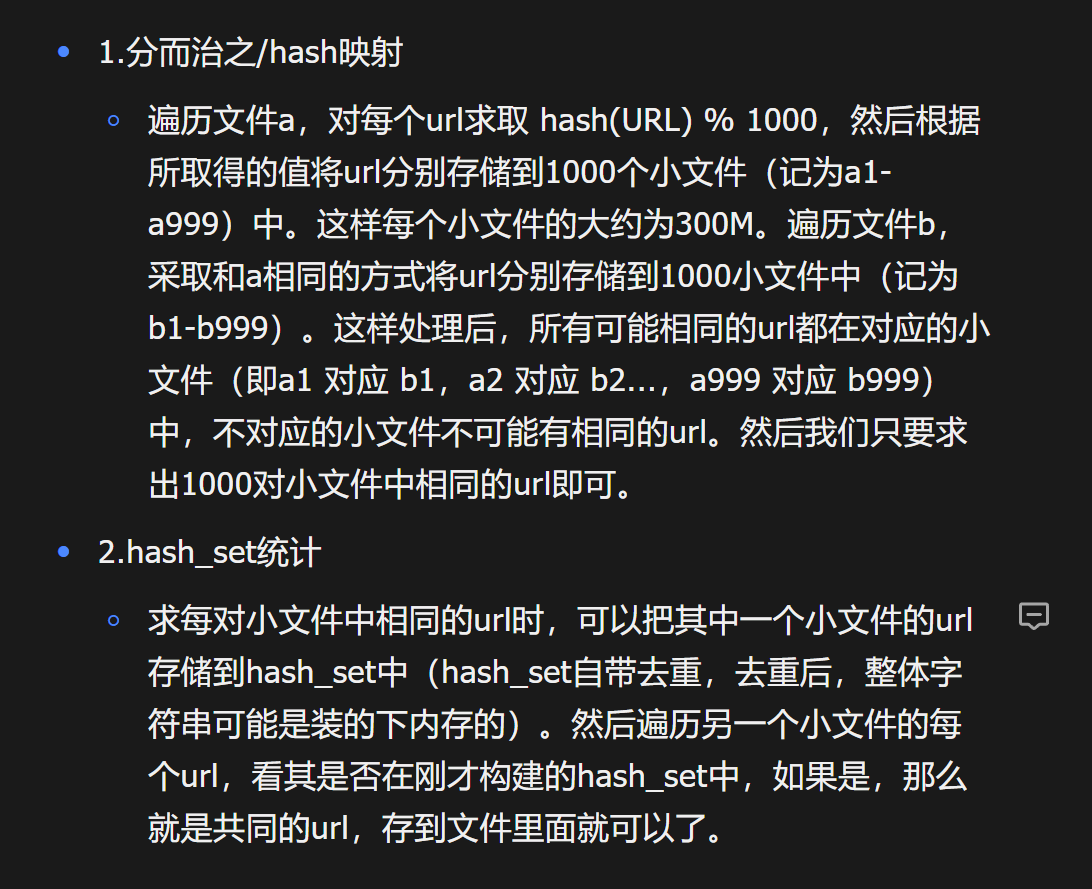 1.分而治之/hash映射
遍历文件a，对每个url求取 hash(URL) % 1000，然后根据
所取得的值将url分别存储到1000个小文件（记为a1-
a999）中。这样每个小文件的大约为300M。遍历文件b，
采取和a相同的方式将url分别存储到1000小文件中（记为
b1-b999）。这样处理后，所有可能相同的url都在对应的小
文件（即a1 对应 b1，a2 对应 b2...，a999 对应 b999）
中，不对应的小文件不可能有相同的url。然后我们只要求
出1000对小文件中相同的url即可。
2.hash_set统计
求每对小文件中相同的url时，可以把其中一个小文件的url
存储到hash_set中（hash_set自带去重，去重后，整体字
符串可能是装的下内存的）。然后遍历另一个小文件的每
个url，看其是否在刚才构建的hash_set中，如果是，那么
就是共同的url，存到文件里面就可以了。